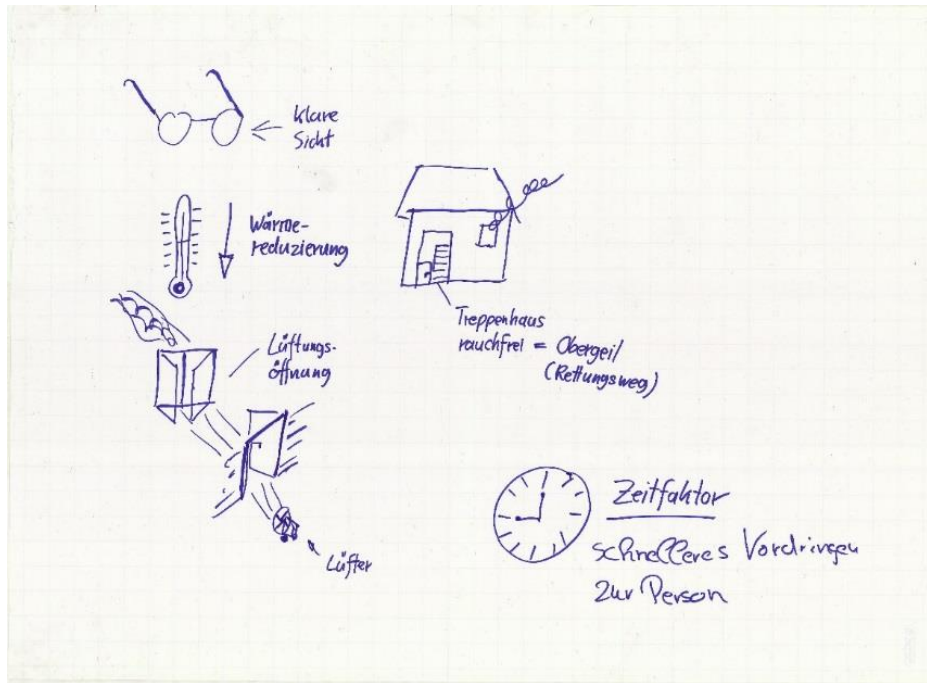 klare
Sicht
Wärme-
reduzierung
Treppenhaus
rauchfrei = Obergeil
(Rettungsweg)
Lüftungs-
öffnung
Lüfter
Zeitfaktor
schnelleres Vordringen
zur Person